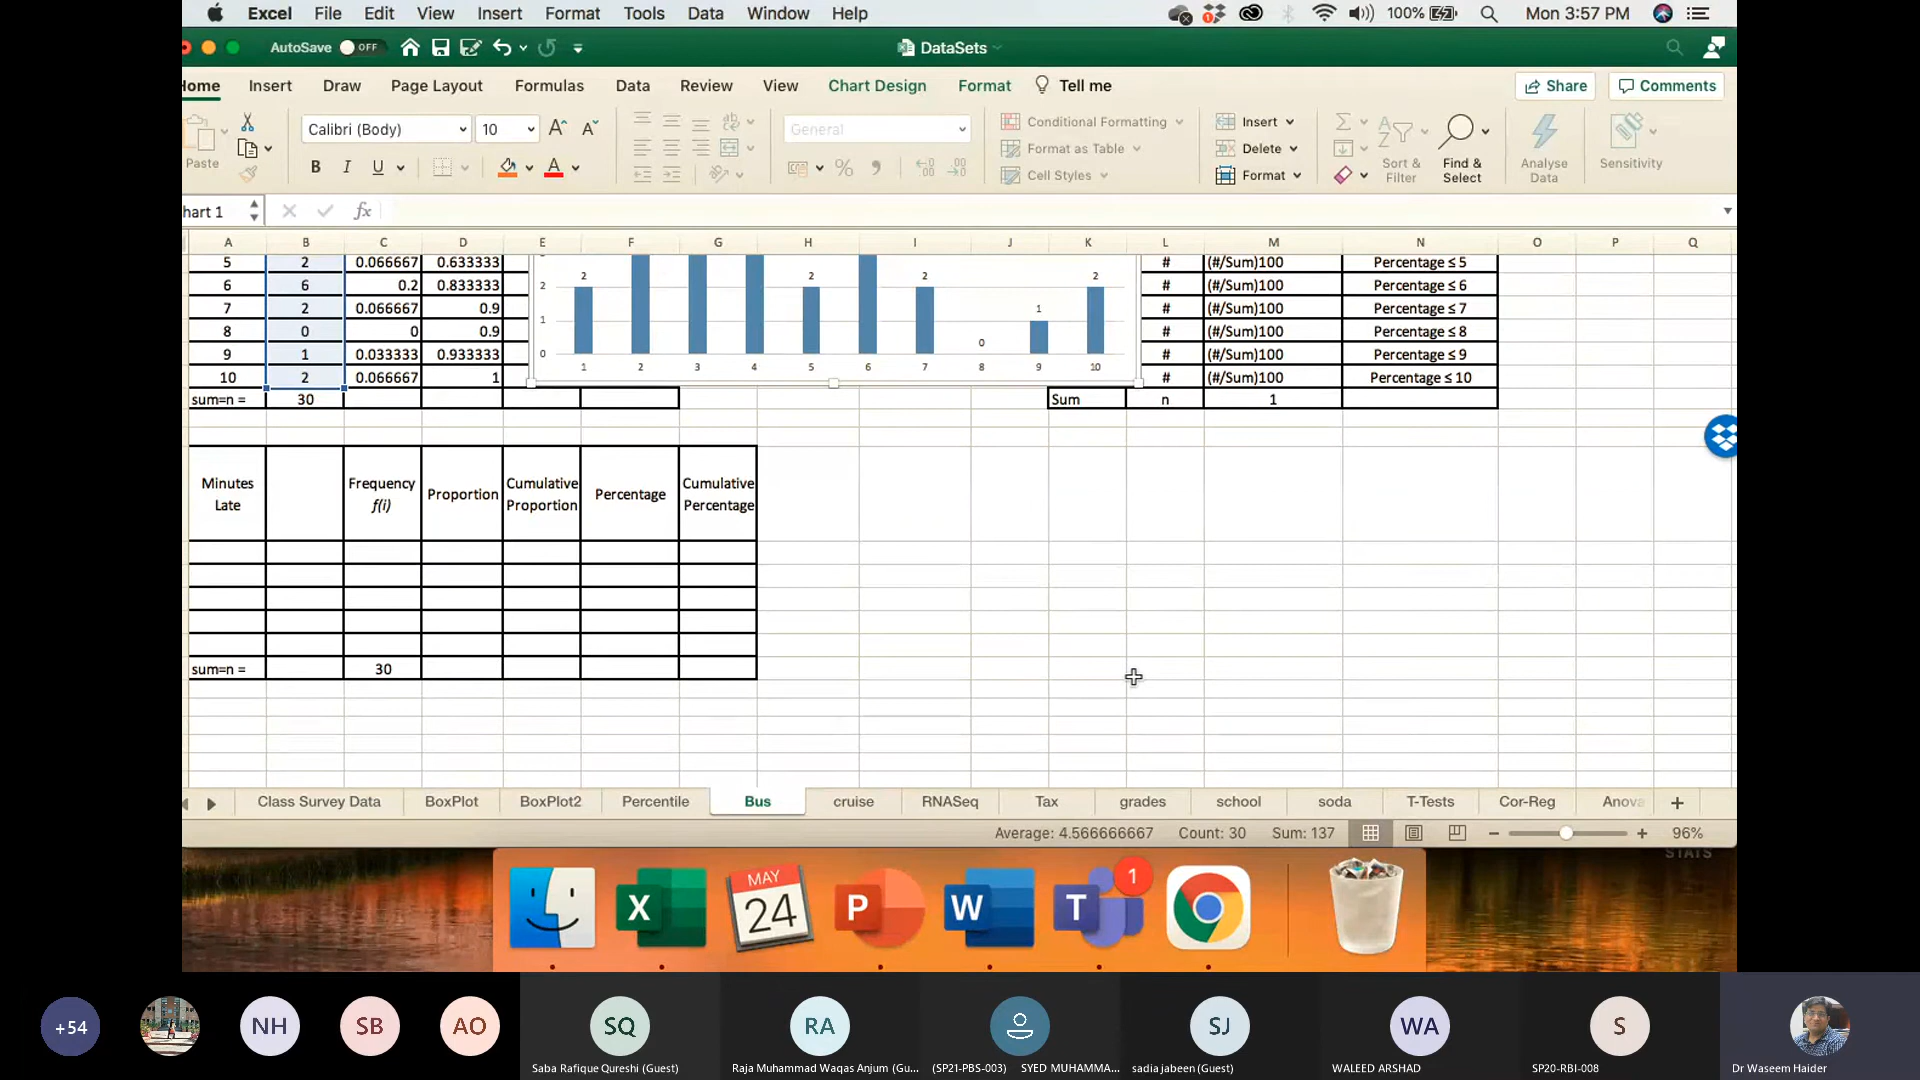 Excel File Edit View Insert Format Tools Data Window Help 100% Mon 3:57 PM
AutoSave OFF DataSets
Home Insert Draw Page Layout Formulas Data Review View Chart Design Format Tell me Share Comments
Paste Calibri (Body) 10 General Conditional Formatting Insert
Format as Table Delete
Cell Styles Format
Sort & Filter Find & Select Analyse Data Sensitivity
B I U A %
hart 1 fx
A B C D E F G H I J K L M N O P Q
5 2 0.066667 0.633333 # (#/Sum)100 Percentage ≤ 5
6 6 0.2 0.833333 # (#/Sum)100 Percentage ≤ 6
7 2 0.066667 0.9 # (#/Sum)100 Percentage ≤ 7
8 0 0 0.9 # (#/Sum)100 Percentage ≤ 8
9 1 0.033333 0.933333 # (#/Sum)100 Percentage ≤ 9
10 2 0.066667 1 # (#/Sum)100 Percentage ≤ 10
sum=n = 30 Sum n 1
2 2 2 2
2
1 1
0 0
1 2 3 4 5 6 7 8 9 10
Minutes Late Frequency f(i) Proportion Cumulative Proportion Percentage Cumulative Percentage
sum=n = 30
Class Survey Data BoxPlot BoxPlot2 Percentile Bus cruise RNASeq Tax grades school soda T-Tests Cor-Reg Anova
Average: 4.566666667 Count: 30 Sum: 137 96%
STATS
MAY
24
X P W T 1
+54 NH SB AO SQ RA SJ WA S
Saba Rafique Qureshi (Guest) Raja Muhammad Waqas Anjum (Gu... (SP21-PBS-003) SYED MUHAMMA... sadia jabeen (Guest) WALEED ARSHAD SP20-RBI-008 Dr Waseem Haider